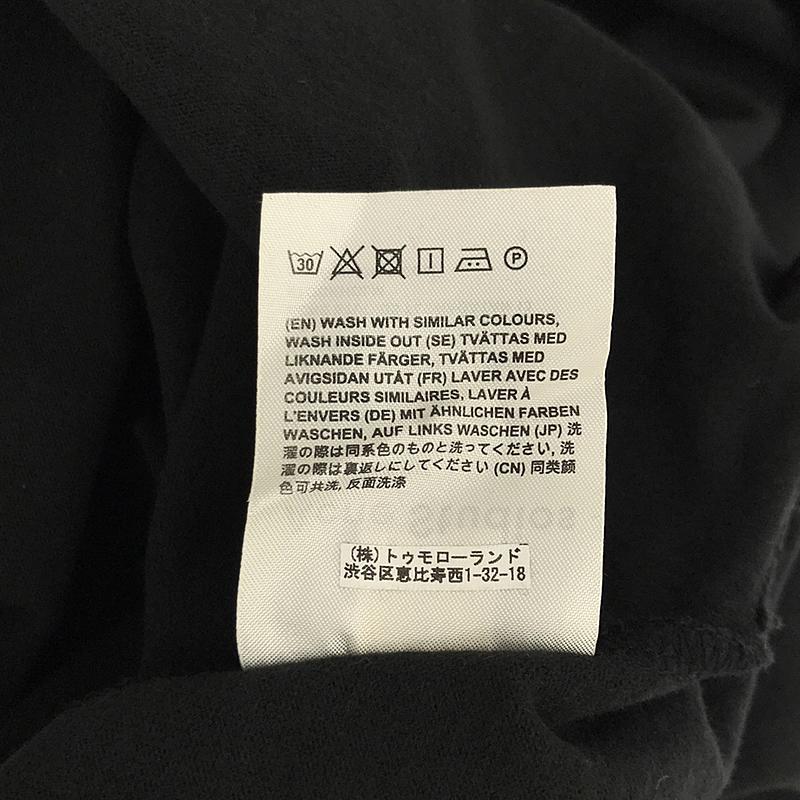 30 P
(EN) WASH WITH SIMILAR COLOURS,
WASH INSIDE OUT (SE) TVÄTTAS MED
LIKNANDE FÄRGER, TVÄTTAS MED
AVIGSIDAN UTÅT (FR) LAVER AVEC DES
COULEURS SIMILAIRES, LAVER À
L'ENVERS (DE) MIT ÄHNLICHEN FARBEN
WASCHEN, AUF LINKS WASCHEN (JP) 洗
濯の際は同系色のものと洗ってください, 洗
濯の際は裏返しにしてください (CN) 同类颜
色可共洗, 反面洗涤
(株)トゥモローランド
渋谷区恵比寿西1-32-18